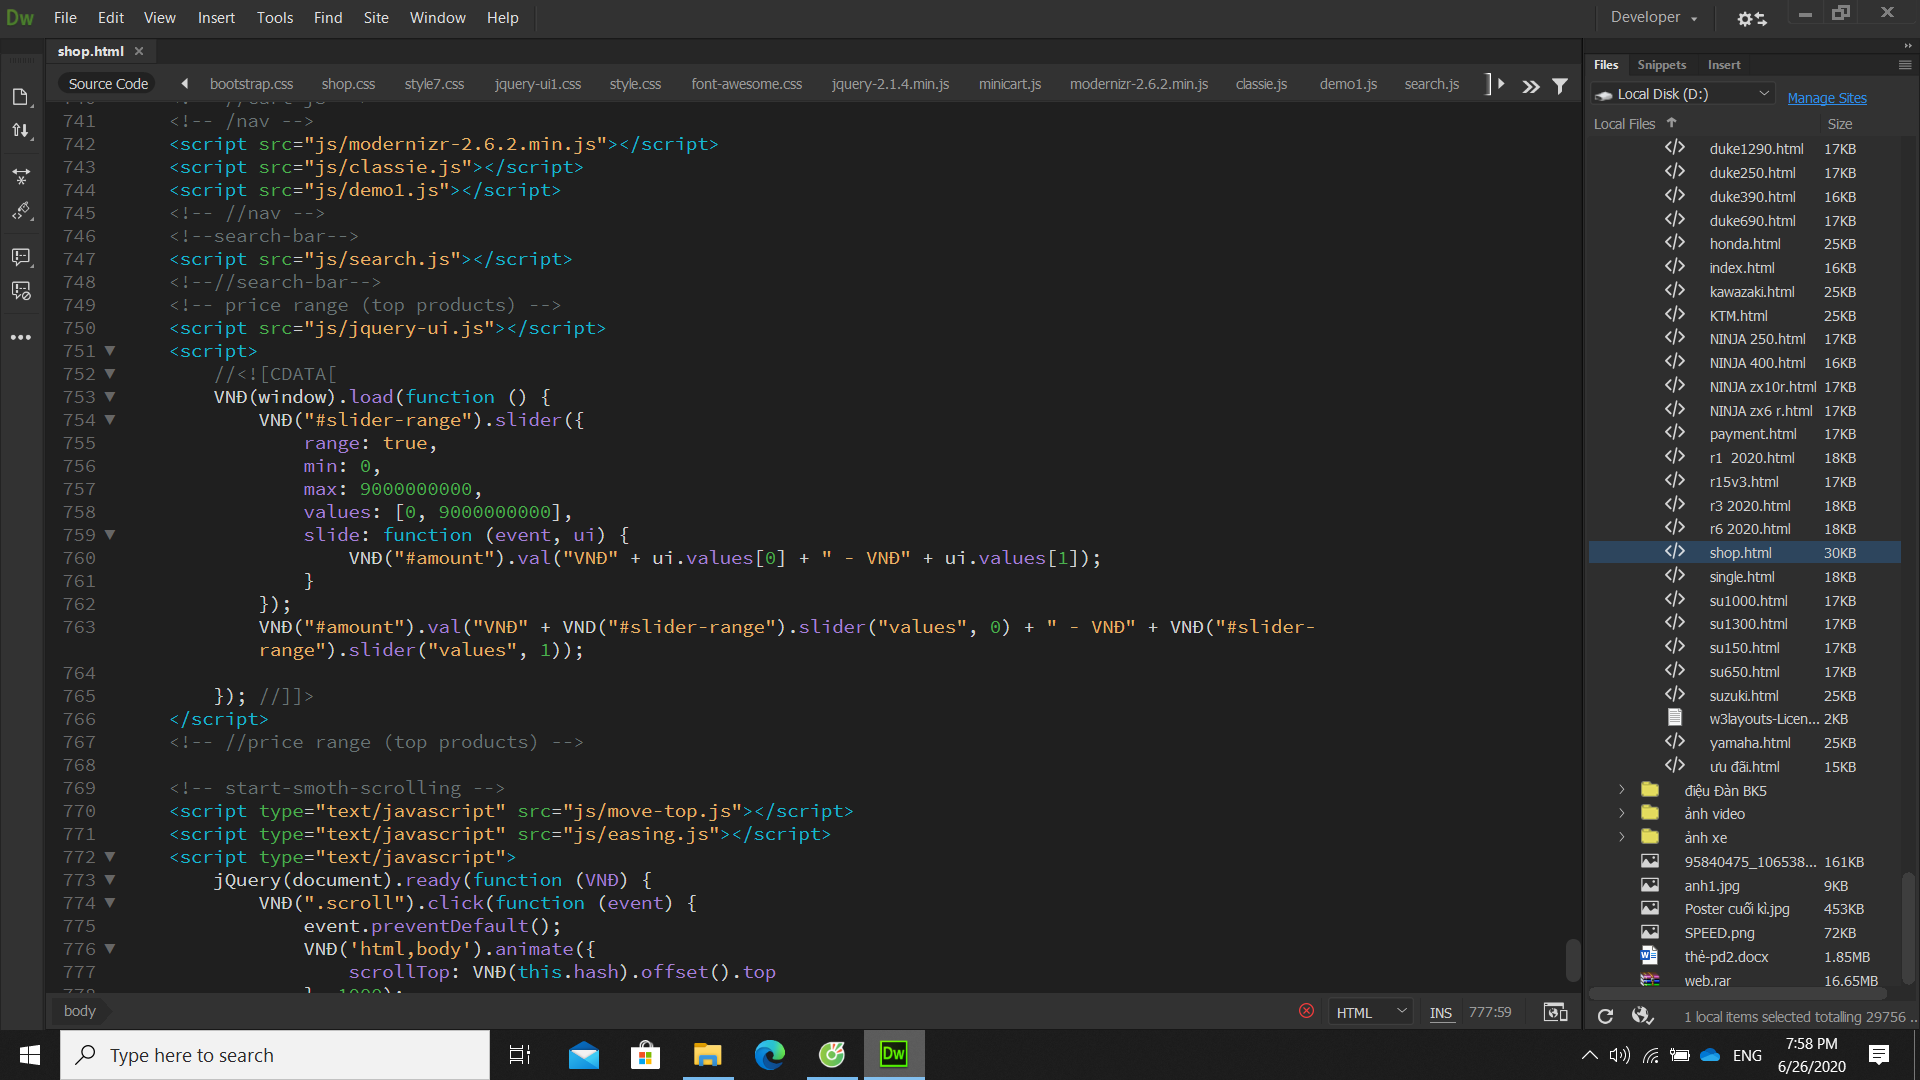 Dw File Edit View Insert Tools Find Site Window Help Developer
shop.html ×
Source Code bootstrap.css shop.css style7.css jquery-ui1.css style.css font-awesome.css jquery-2.1.4.min.js minicart.js modernizr-2.6.2.min.js classie.js demo1.js search.js
741 <!-- /nav -->
742 <script src="js/modernizr-2.6.2.min.js"></script>
743 <script src="js/classie.js"></script>
744 <script src="js/demo1.js"></script>
745 <!-- //nav -->
746 <!--search-bar-->
747 <script src="js/search.js"></script>
748 <!--//search-bar-->
749 <!-- price range (top products) -->
750 <script src="js/jquery-ui.js"></script>
751 <script>
752 //<![CDATA[
753 VNĐ(window).load(function () {
754 VNĐ("#slider-range").slider({
755 range: true,
756 min: 0,
757 max: 9000000000,
758 values: [0, 9000000000],
759 slide: function (event, ui) {
760 VNĐ("#amount").val("VNĐ" + ui.values[0] + " - VNĐ" + ui.values[1]);
761 }
762 });
763 VNĐ("#amount").val("VNĐ" + VND("#slider-range").slider("values", 0) + " - VNĐ" + VNĐ("#slider-
range").slider("values", 1));
764
765 }); //]]>
766 </script>
767 <!-- //price range (top products) -->
768
769 <!-- start-smoth-scrolling -->
770 <script type="text/javascript" src="js/move-top.js"></script>
771 <script type="text/javascript" src="js/easing.js"></script>
772 <script type="text/javascript">
773 jQuery(document).ready(function (VNĐ) {
774 VNĐ(".scroll").click(function (event) {
775 event.preventDefault();
776 VNĐ('html,body').animate({
777 scrollTop: VNĐ(this.hash).offset().top
body HTML INS 777:59
Files Snippets Insert
Local Disk (D:) Manage Sites
Local Files Size
duke1290.html 17KB
duke250.html 17KB
duke390.html 16KB
duke690.html 17KB
honda.html 25KB
index.html 16KB
kawazaki.html 25KB
KTM.html 25KB
NINJA 250.html 17KB
NINJA 400.html 16KB
NINJA zx10r.html 17KB
NINJA zx6 r.html 17KB
payment.html 17KB
r1 2020.html 18KB
r15v3.html 17KB
r3 2020.html 18KB
r6 2020.html 18KB
shop.html 30KB
single.html 18KB
su1000.html 17KB
su1300.html 17KB
su150.html 17KB
su650.html 17KB
suzuki.html 25KB
w3layouts-Licen... 2KB
yamaha.html 25KB
ưu đãi.html 15KB
điệu Đàn BK5
ảnh video
ảnh xe
95840475_106538... 161KB
anh1.jpg 9KB
Poster cuối kì.jpg 453KB
SPEED.png 72KB
thẻ-pd2.docx 1.85MB
web.rar 16.65MB
1 local items selected totalling 29756 ..
Type here to search
Dw
ENG
7:58 PM
6/26/2020